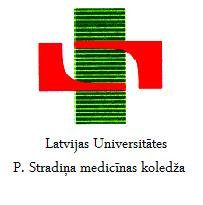 Latvijas Universitātes
P. Stradiņa medicīnas koledža